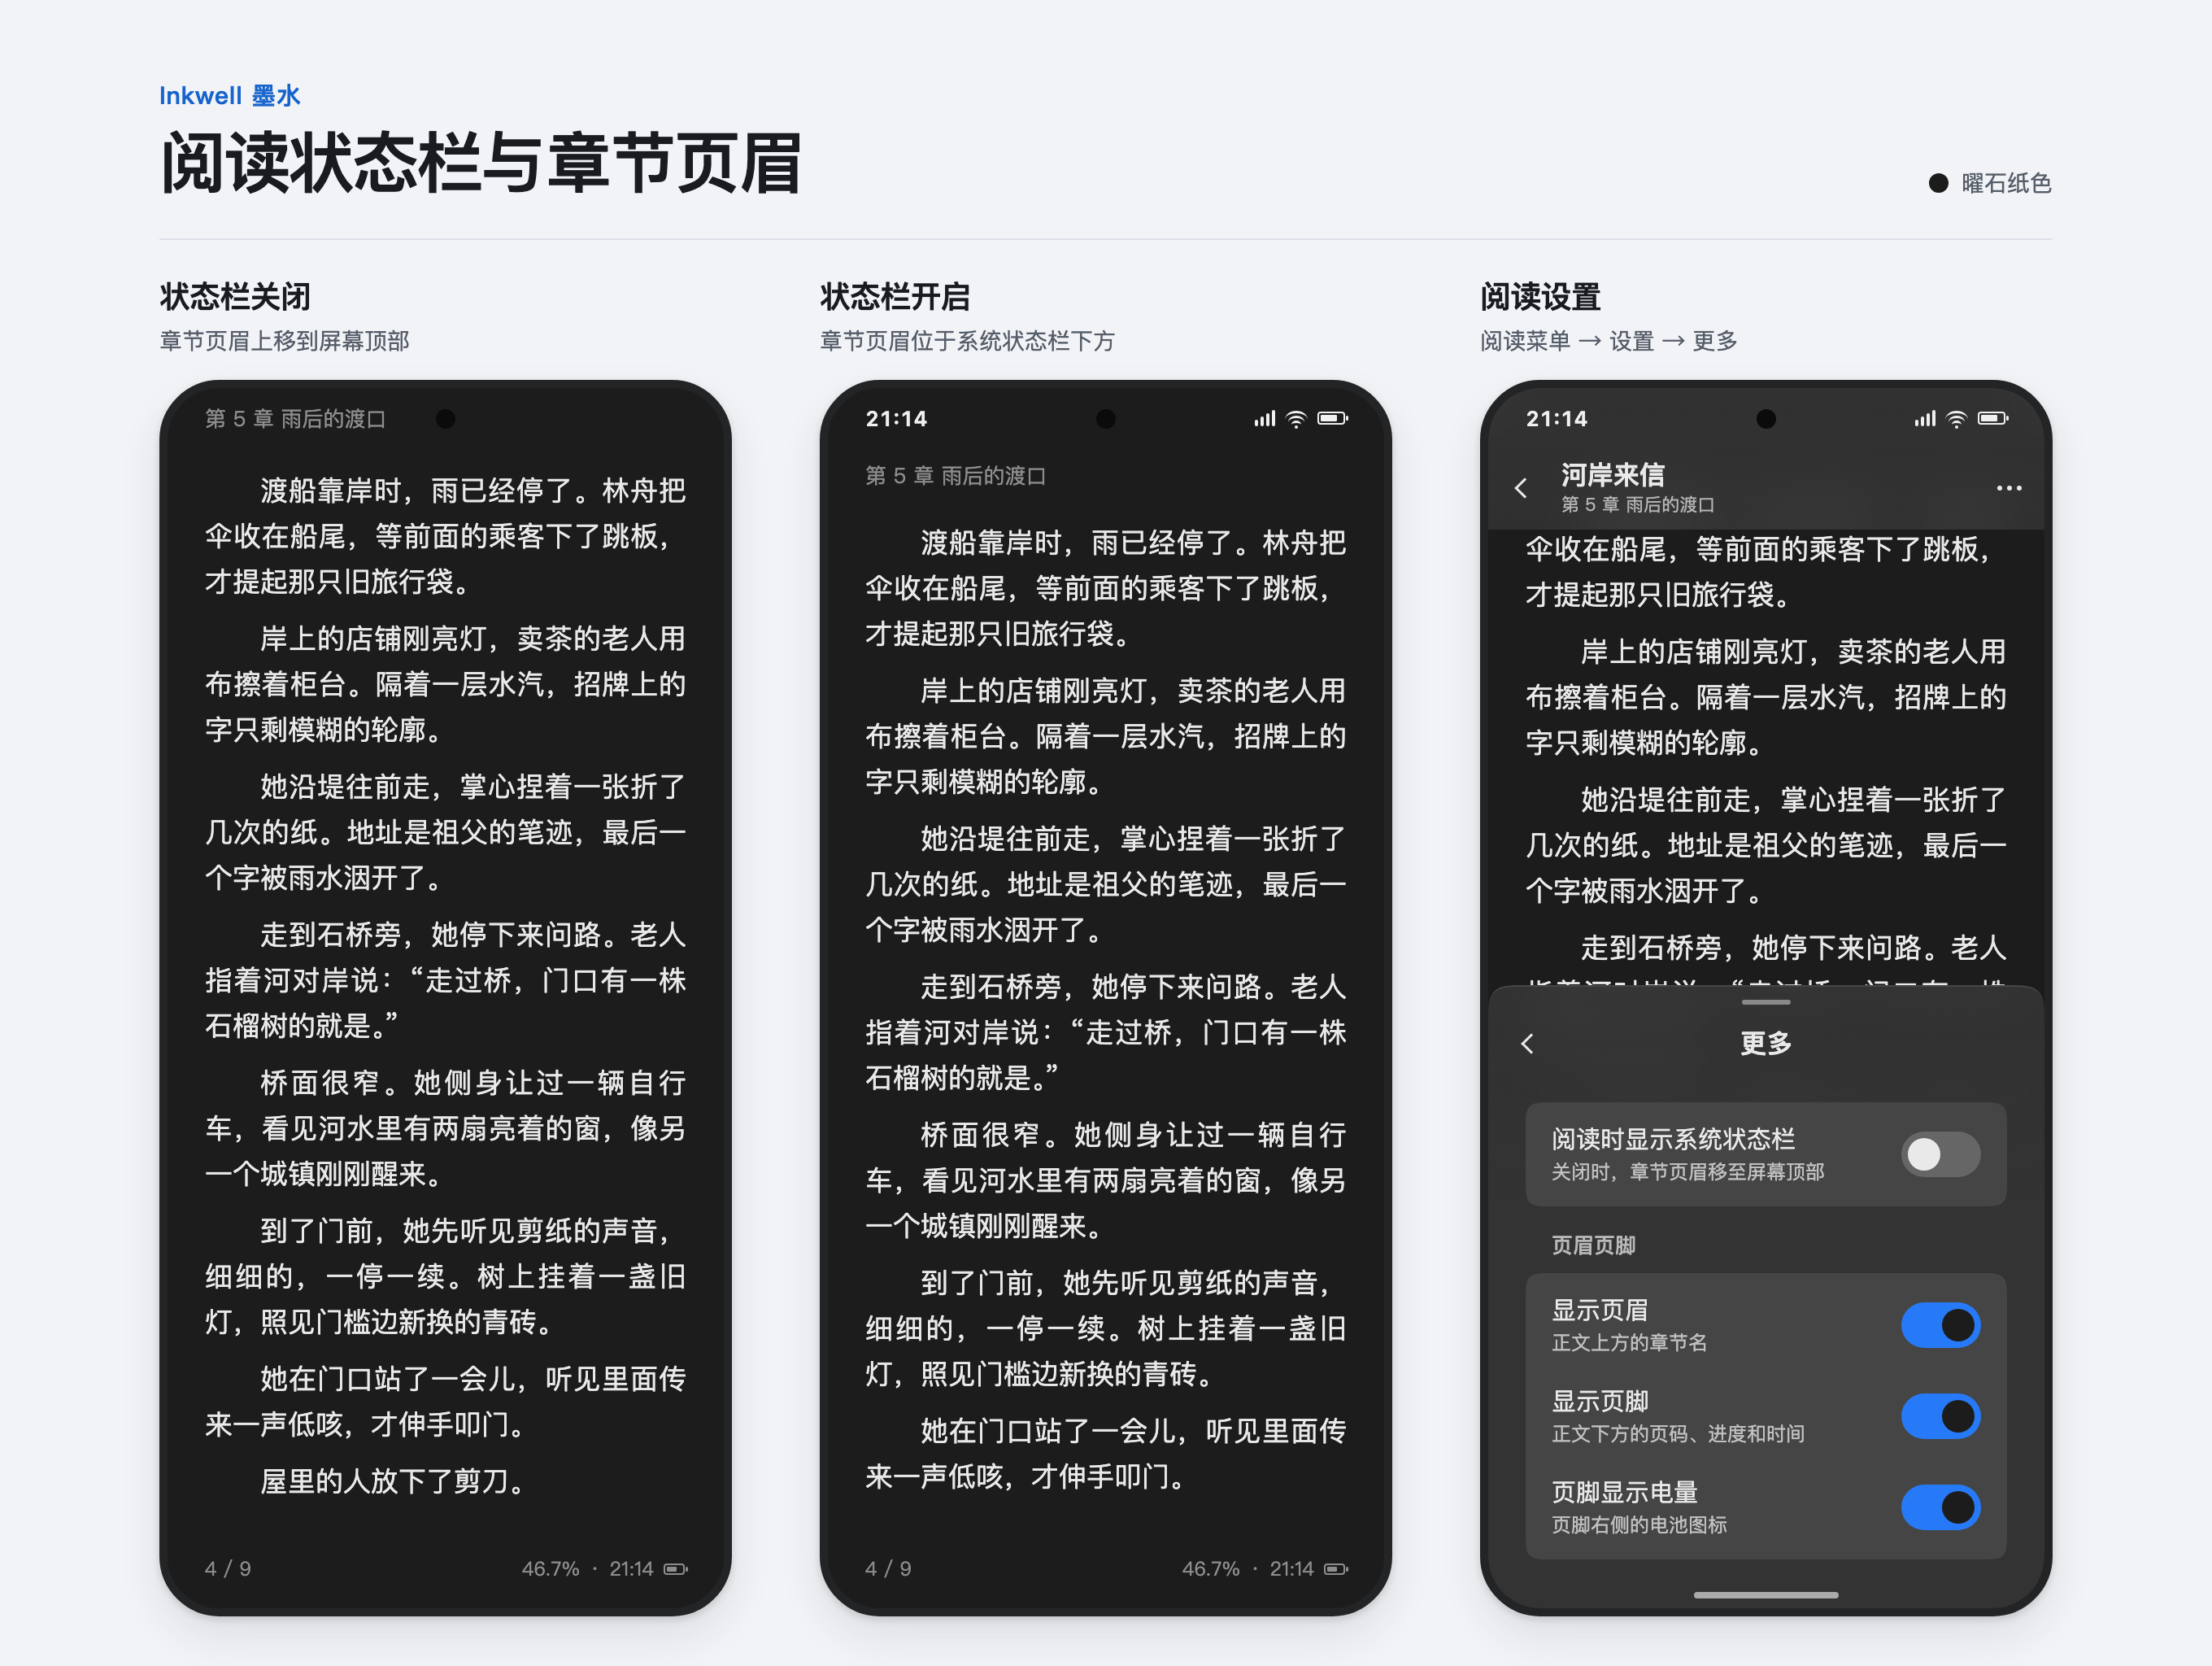 Inkwell 墨水
阅读状态栏与章节页眉
曜石纸色
状态栏关闭
章节页眉上移到屏幕顶部
第 5 章 雨后的渡口
渡船靠岸时，雨已经停了。林舟把
伞收在船尾，等前面的乘客下了跳板，
才提起那只旧旅行袋。
岸上的店铺刚亮灯，卖茶的老人用
布擦着柜台。隔着一层水汽，招牌上的
字只剩模糊的轮廓。
她沿堤往前走，掌心捏着一张折了
几次的纸。地址是祖父的笔迹，最后一
个字被雨水洇开了。
走到石桥旁，她停下来问路。老人
指着河对岸说：“走过桥，门口有一株
石榴树的就是。”
桥面很窄。她侧身让过一辆自行
车，看见河水里有两扇亮着的窗，像另
一个城镇刚刚醒来。
到了门前，她先听见剪纸的声音，
细细的，一停一续。树上挂着一盏旧
灯，照见门槛边新换的青砖。
她在门口站了一会儿，听见里面传
来一声低咳，才伸手叩门。
屋里的人放下了剪刀。
4 / 9
46.7% · 21:14
状态栏开启
章节页眉位于系统状态栏下方
21:14
第 5 章 雨后的渡口
渡船靠岸时，雨已经停了。林舟把
伞收在船尾，等前面的乘客下了跳板，
才提起那只旧旅行袋。
岸上的店铺刚亮灯，卖茶的老人用
布擦着柜台。隔着一层水汽，招牌上的
字只剩模糊的轮廓。
她沿堤往前走，掌心捏着一张折了
几次的纸。地址是祖父的笔迹，最后一
个字被雨水洇开了。
走到石桥旁，她停下来问路。老人
指着河对岸说：“走过桥，门口有一株
石榴树的就是。”
桥面很窄。她侧身让过一辆自行
车，看见河水里有两扇亮着的窗，像另
一个城镇刚刚醒来。
到了门前，她先听见剪纸的声音，
细细的，一停一续。树上挂着一盏旧
灯，照见门槛边新换的青砖。
她在门口站了一会儿，听见里面传
来一声低咳，才伸手叩门。
4 / 9
46.7% · 21:14
阅读设置
阅读菜单 → 设置 → 更多
21:14
河岸来信
第 5 章 雨后的渡口
伞收在船尾，等前面的乘客下了跳板，
才提起那只旧旅行袋。
岸上的店铺刚亮灯，卖茶的老人用
布擦着柜台。隔着一层水汽，招牌上的
字只剩模糊的轮廓。
她沿堤往前走，掌心捏着一张折了
几次的纸。地址是祖父的笔迹，最后一
个字被雨水洇开了。
走到石桥旁，她停下来问路。老人
更多
阅读时显示系统状态栏
关闭时，章节页眉移至屏幕顶部
页眉页脚
显示页眉
正文上方的章节名
显示页脚
正文下方的页码、进度和时间
页脚显示电量
页脚右侧的电池图标